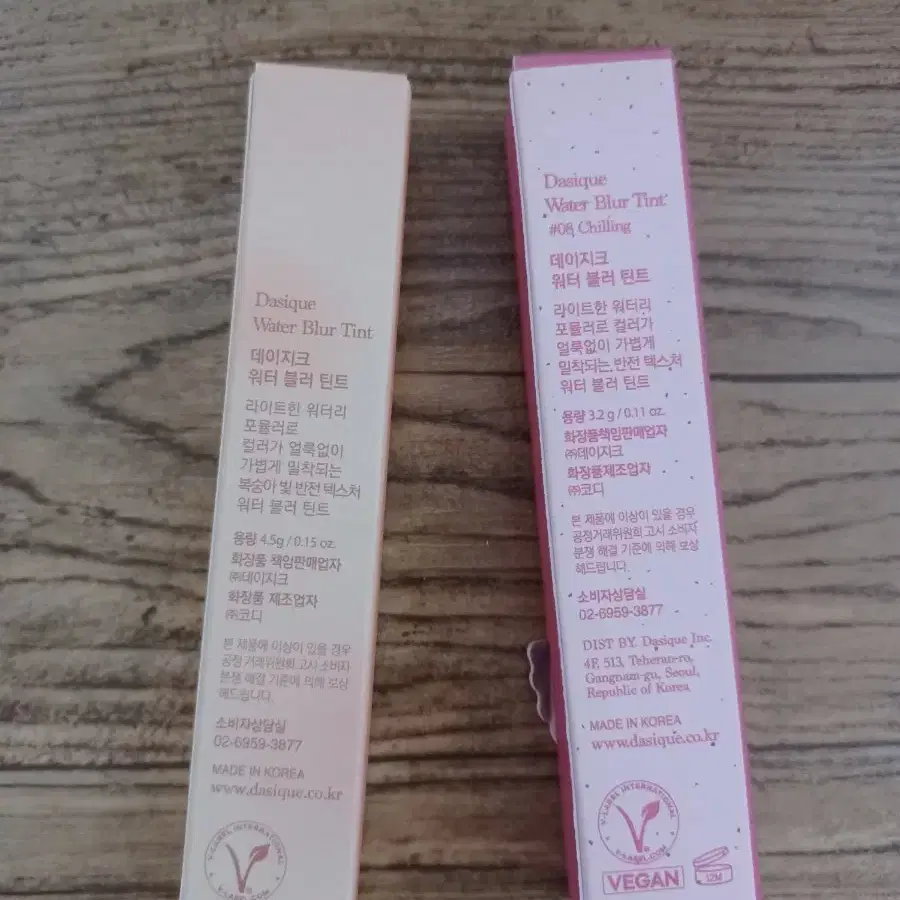 Dasique
Water Blur Tint
데이지크
워터 블러 틴트
라이트한 워터리
포뮬러로
컬러가 얼룩없이
가볍게 밀착되는
복숭아 빛 반전 텍스처
워터 블러 틴트
용량 4.5g / 0.15 oz.
화장품 책임판매업자
㈜데이지크
화장품 제조업자
㈜코디
본 제품에 이상이 있을 경우
공정거래위원회 고시 소비자
분쟁 해결 기준에 의해 보상
해드립니다.
소비자상담실
02-6959-3877
MADE IN KOREA
www.dasique.co.kr
V-LABEL INTERNATIONAL
V-LABEL.COM
Dasique
Water Blur Tint
#08 Chilling
데이지크
워터 블러 틴트
라이트한 워터리
포뮬러로 컬러가
얼룩없이 가볍게
밀착되는 반전 텍스처
워터 블러 틴트
용량 3.2 g / 0.11 oz.
화장품책임판매업자
㈜데이지크
화장품제조업자
㈜코디
본 제품에 이상이 있을 경우
공정거래위원회 고시 소비자
분쟁 해결 기준에 의해 보상
해드립니다.
소비자상담실
02-6959-3877
DIST BY. Dasique Inc.
4F, 513, Teheran-ro,
Gangnam-gu, Seoul,
Republic of Korea
MADE IN KOREA
www.dasique.co.kr
V-LABEL INTERNATIONAL
V-LABEL.COM
VEGAN
12M